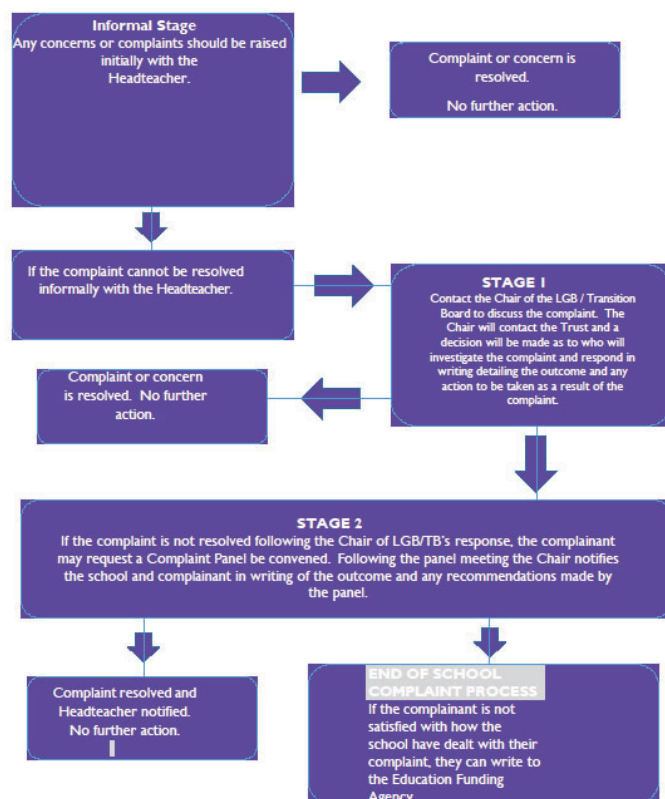 Informal Stage
Any concerns or complaints should be raised
initially with the
Headteacher.
Complaint or concern is
resolved.
No further action.
If the complaint cannot be resolved
informally with the Headteacher.
STAGE I
Contact the Chair of the LGB / Transition
Board to discuss the complaint. The
Chair will contact the Trust and a
decision will be made as to who will
investigate the complaint and respond in
writing detailing the outcome and any
action to be taken as a result of the
complaint.
Complaint or concern
is resolved. No further
action.
STAGE 2
If the complaint is not resolved following the Chair of LGB/TB's response, the complainant
may request a Complaint Panel be convened. Following the panel meeting the Chair notifies
the school and complainant in writing of the outcome and any recommendations made by
the panel.
Complaint resolved and
Headteacher notified.
No further action.
END OF SCHOOL
COMPLAINT PROCESS
If the complainant is not
satisfied with how the
school have dealt with their
complaint, they can write to
the Education Funding
Agency